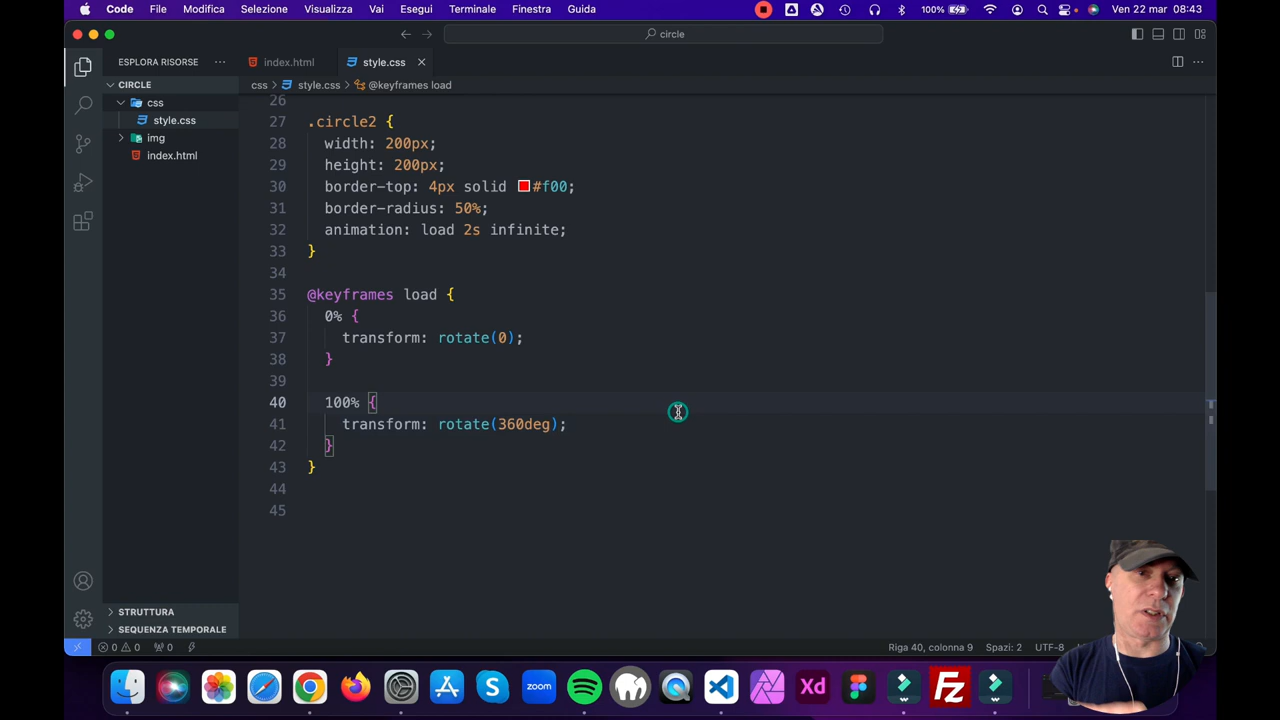 Code File Modifica Selezione Visualizza Vai Esegui Terminale Finestra Guida 100% Ven 22 mar 08:43
circle
ESPLORA RISORSE ··· index.html style.css
CIRCLE css style.css @keyframes load
css
style.css
img
index.html
26
27 .circle2 {
28 width: 200px;
29 height: 200px;
30 border-top: 4px solid #f00;
31 border-radius: 50%;
32 animation: load 2s infinite;
33 }
34
35 @keyframes load {
36 0% {
37 transform: rotate(0);
38 }
39
40 100% {
41 transform: rotate(360deg);
42 }
43 }
44
45
STRUTTURA
SEQUENZA TEMPORALE
0 0 0 Riga 40, colonna 9 Spazi: 2 UTF-8
zoom Xd Fz